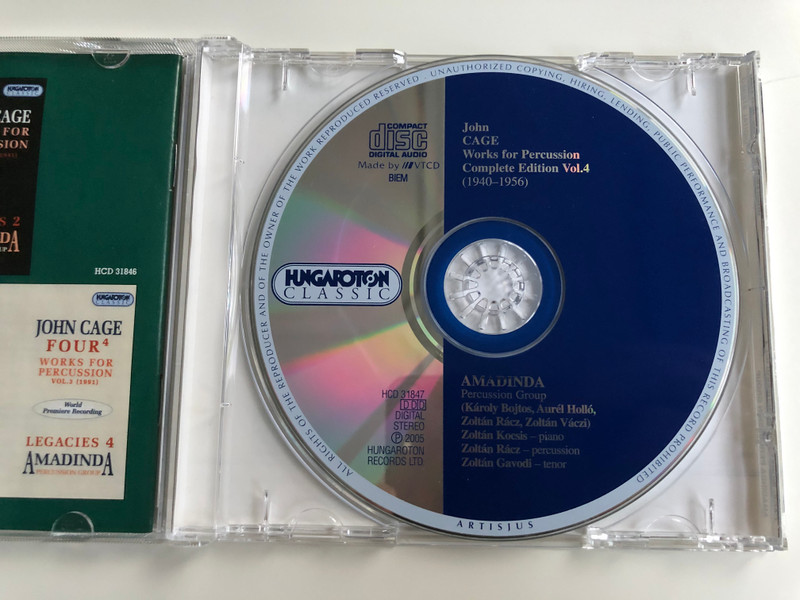 HUNGAROTON
CLASSIC
CAGE
FOR
SION
S 2
HCD 31846
HUNGAROTON
CLASSIC
JOHN CAGE
FOUR⁴
WORKS FOR
PERCUSSION
VOL.3 (1991)
World
Premiere Recording
LEGACIES 4
AMADINDA
PERCUSSION GROUP
ALL RIGHTS OF THE REPRODUCER AND OF THE OWNER OF THE WORK REPRODUCED RESERVED · UNAUTHORIZED COPYING, HIRING, LENDING, PUBLIC PERFORMANCE AND BROADCASTING OF THIS RECORD PROHIBITED
COMPACT
disc
DIGITAL AUDIO
Made by VTCD
BIEM
John
CAGE
Works for Percussion
Complete Edition Vol.4
(1940–1956)
HUNGAROTON
CLASSIC
HCD 31847
DDD
DIGITAL
STEREO
Ⓟ 2005
HUNGAROTON
RECORDS LTD.
AMADINDA
Percussion Group
(Károly Bojtos, Aurél Holló,
Zoltán Rácz, Zoltán Váczi)
Zoltán Kocsis – piano
Zoltán Rácz – percussion
Zoltán Gavodi – tenor
ARTISJUS